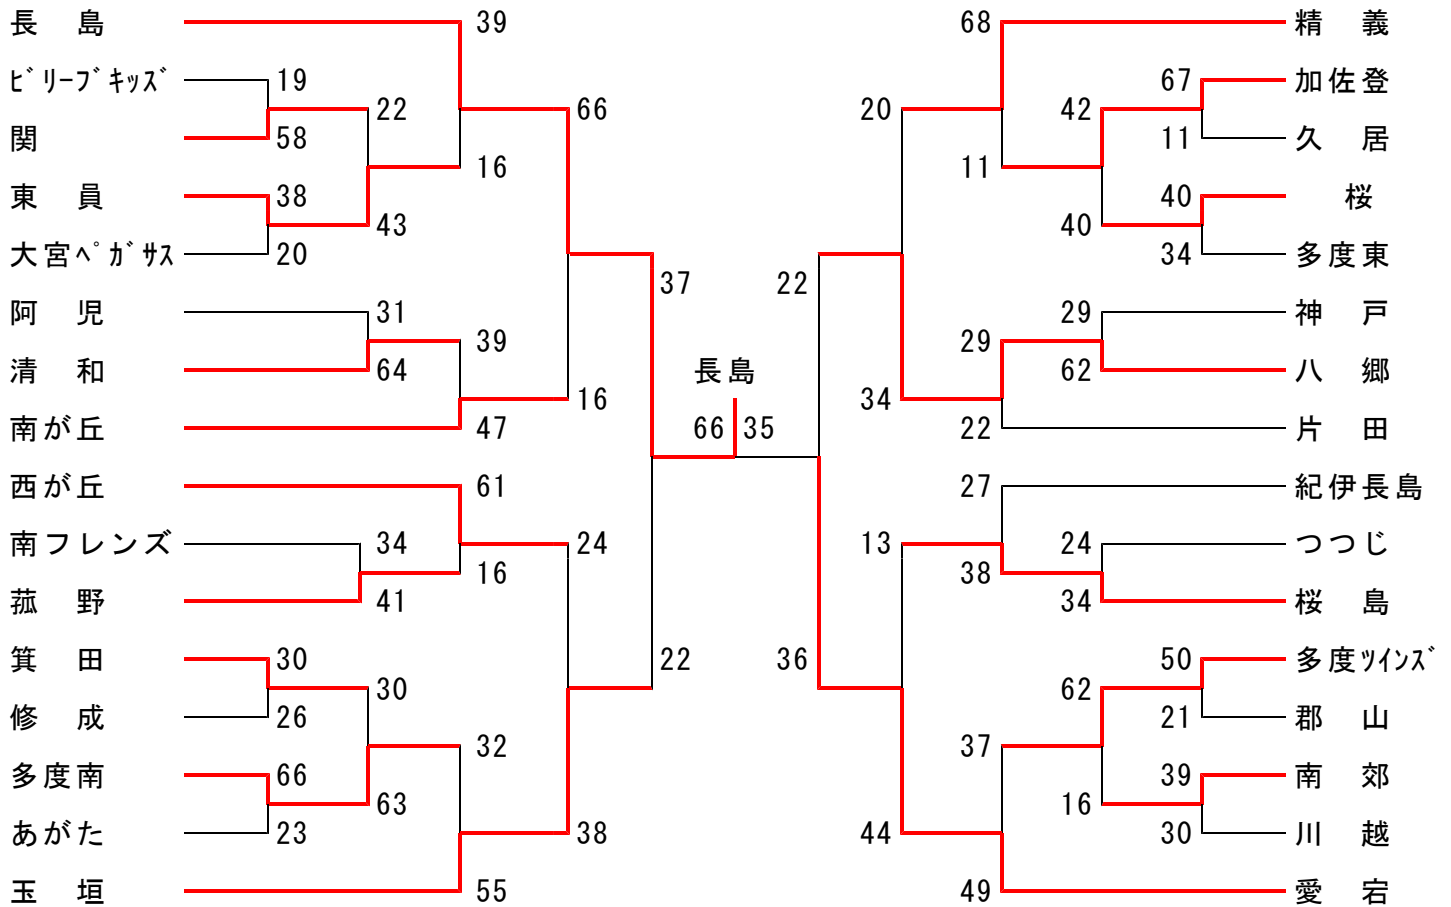 長島 39 68 精義
ビリーブキッズ 19 67 加佐登
22 66 20 42
関 58 11 久居
16 11
東員 38 40 桜
43 40
大宮ペガサス 20 34 多度東
37 22
阿児 31 29 神戸
39 29
清和 64 長島 62 八郷
16 34
南が丘 47 66 35 22 片田
西が丘 61 27 紀伊長島
南フレンズ 34 24 13 24 つつじ
16 38
菰野 41 34 桜島
箕田 30 22 36 50 多度ツインズ
30 62
修成 26 21 郡山
32 37
多度南 66 39 南郊
63 16
あがた 23 38 44 30 川越
玉垣 55 49 愛宕